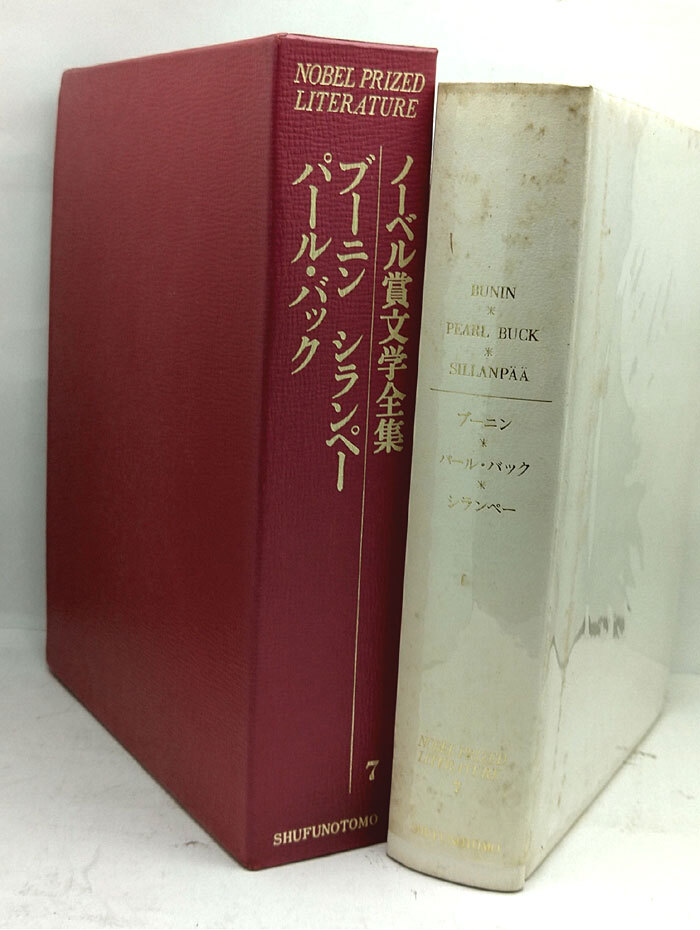 NOBEL PRIZED
LITERATURE
ノーベル賞文学全集
ブーニン シランペー
パール・バック
7
SHUFUNOTOMO
BUNIN
*
PEARL BUCK
*
SILLANPÄÄ
ブーニン
*
パール・バック
*
シランペー
NOBEL PRIZED
LITERATURE
7
SHUFUNOTOMO